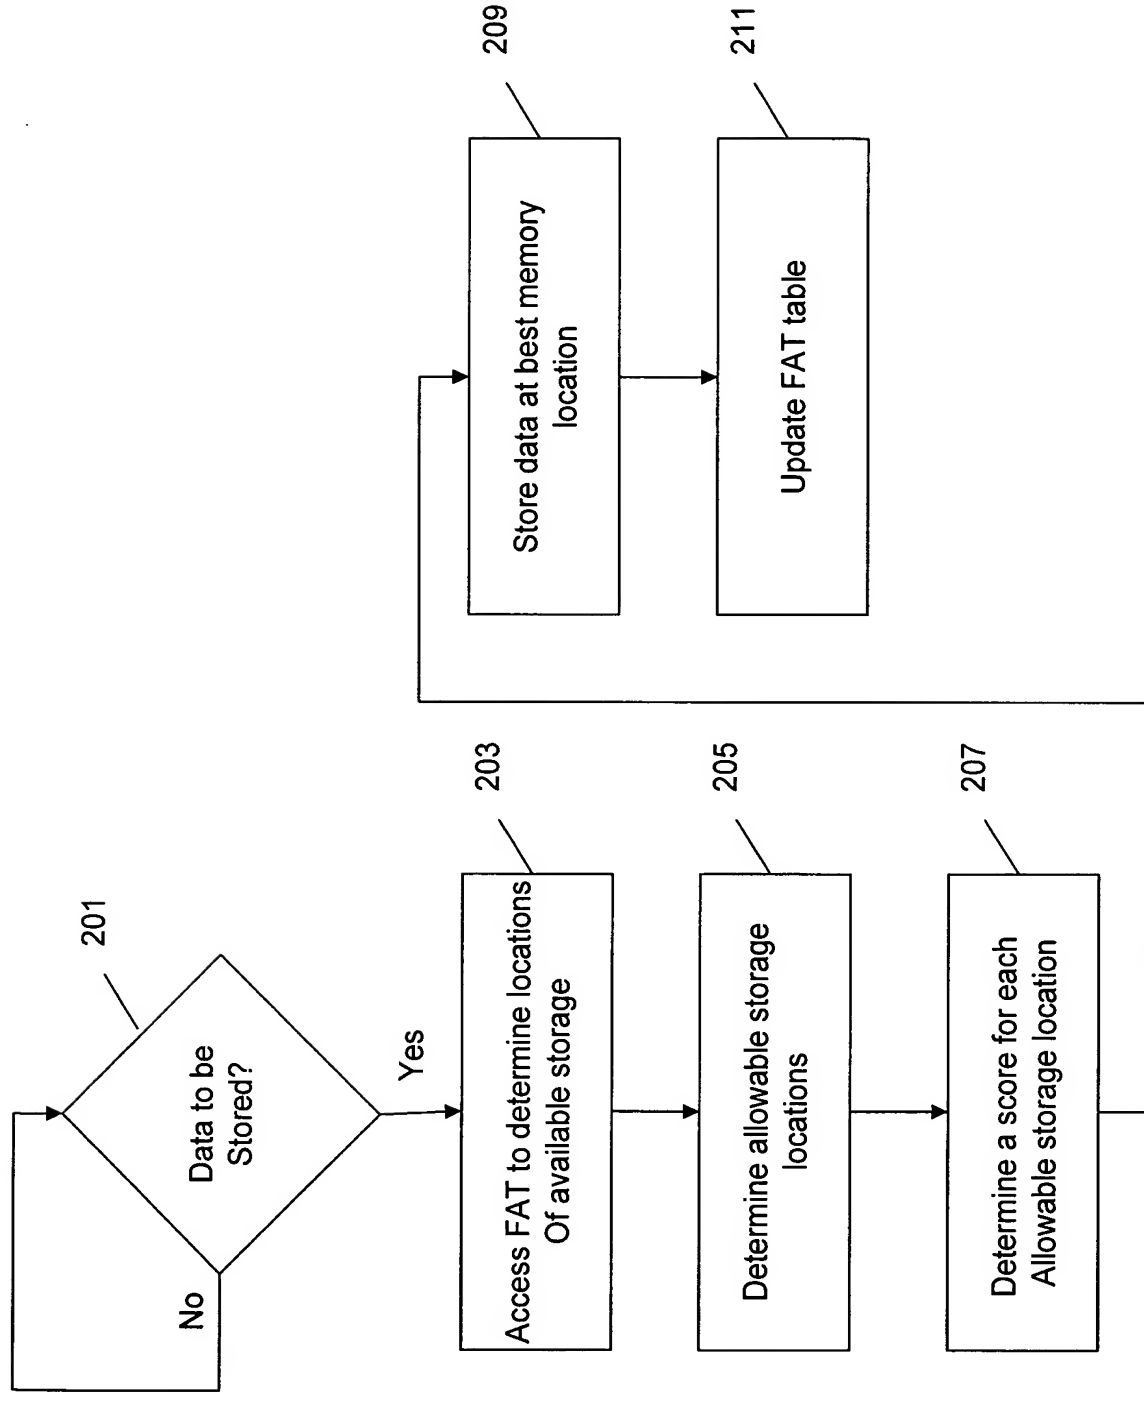 201
Data to be
Stored?
No
Yes
203
Access FAT to determine locations
Of available storage
205
Determine allowable storage
locations
207
Determine a score for each
Allowable storage location
209
Store data at best memory
location
211
Update FAT table